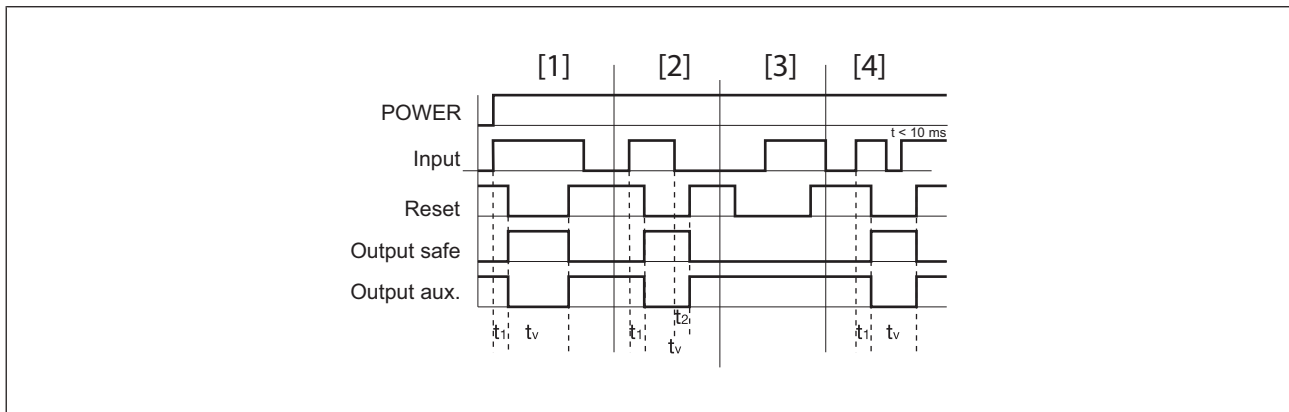 [1] [2] [3] [4]
POWER
t < 10 ms
Input
Reset
Output safe
Output aux.
t2
t1 tv t1 t1 tv
tv